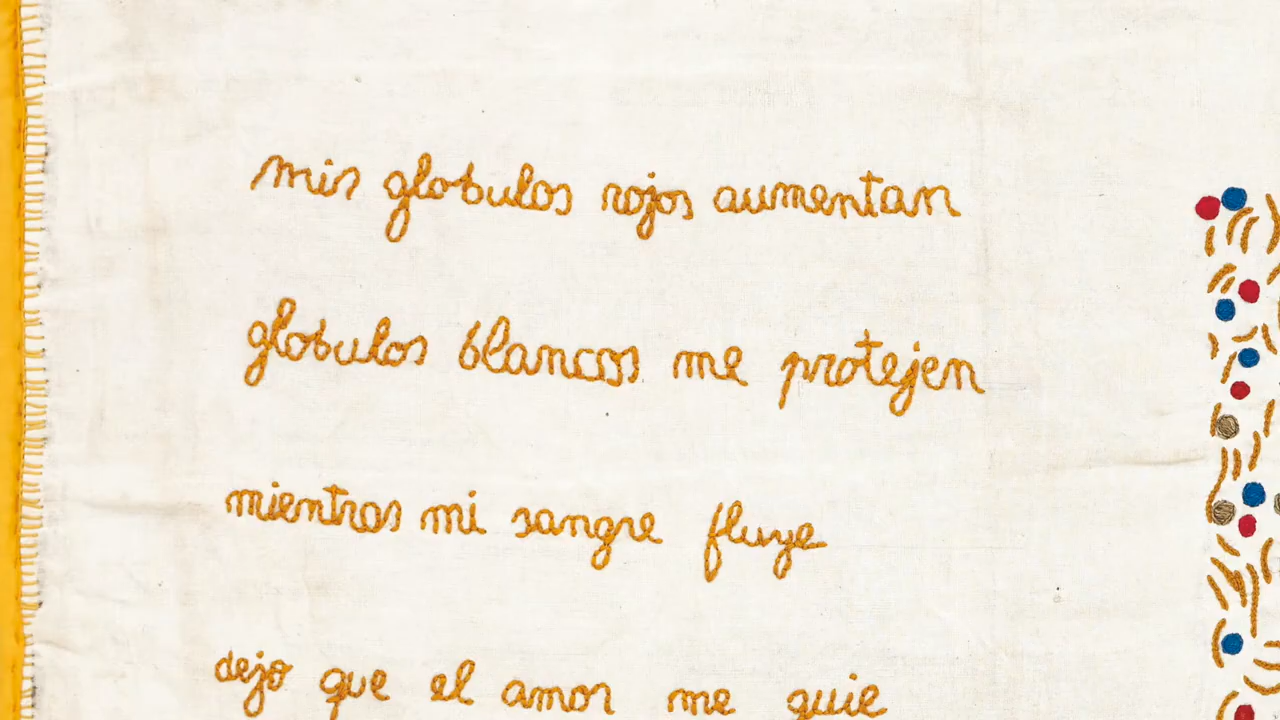 mis globulos rojos aumentan
globulos blancos me protejen
mientras mi sangre fluye
dejo que el amor me guie